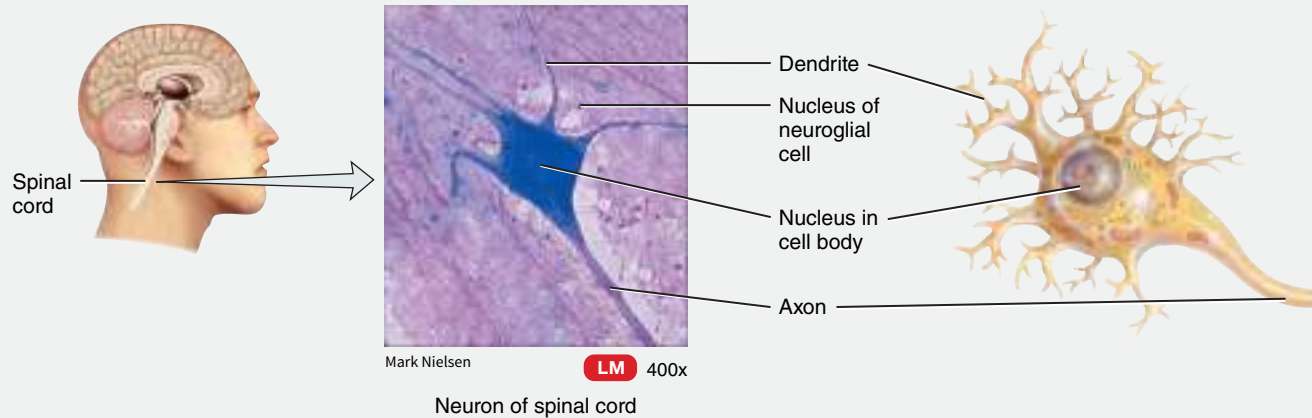 Spinal
cord
Dendrite
Nucleus of
neuroglial
cell
Nucleus in
cell body
Axon
Mark Nielsen
LM 400x
Neuron of spinal cord